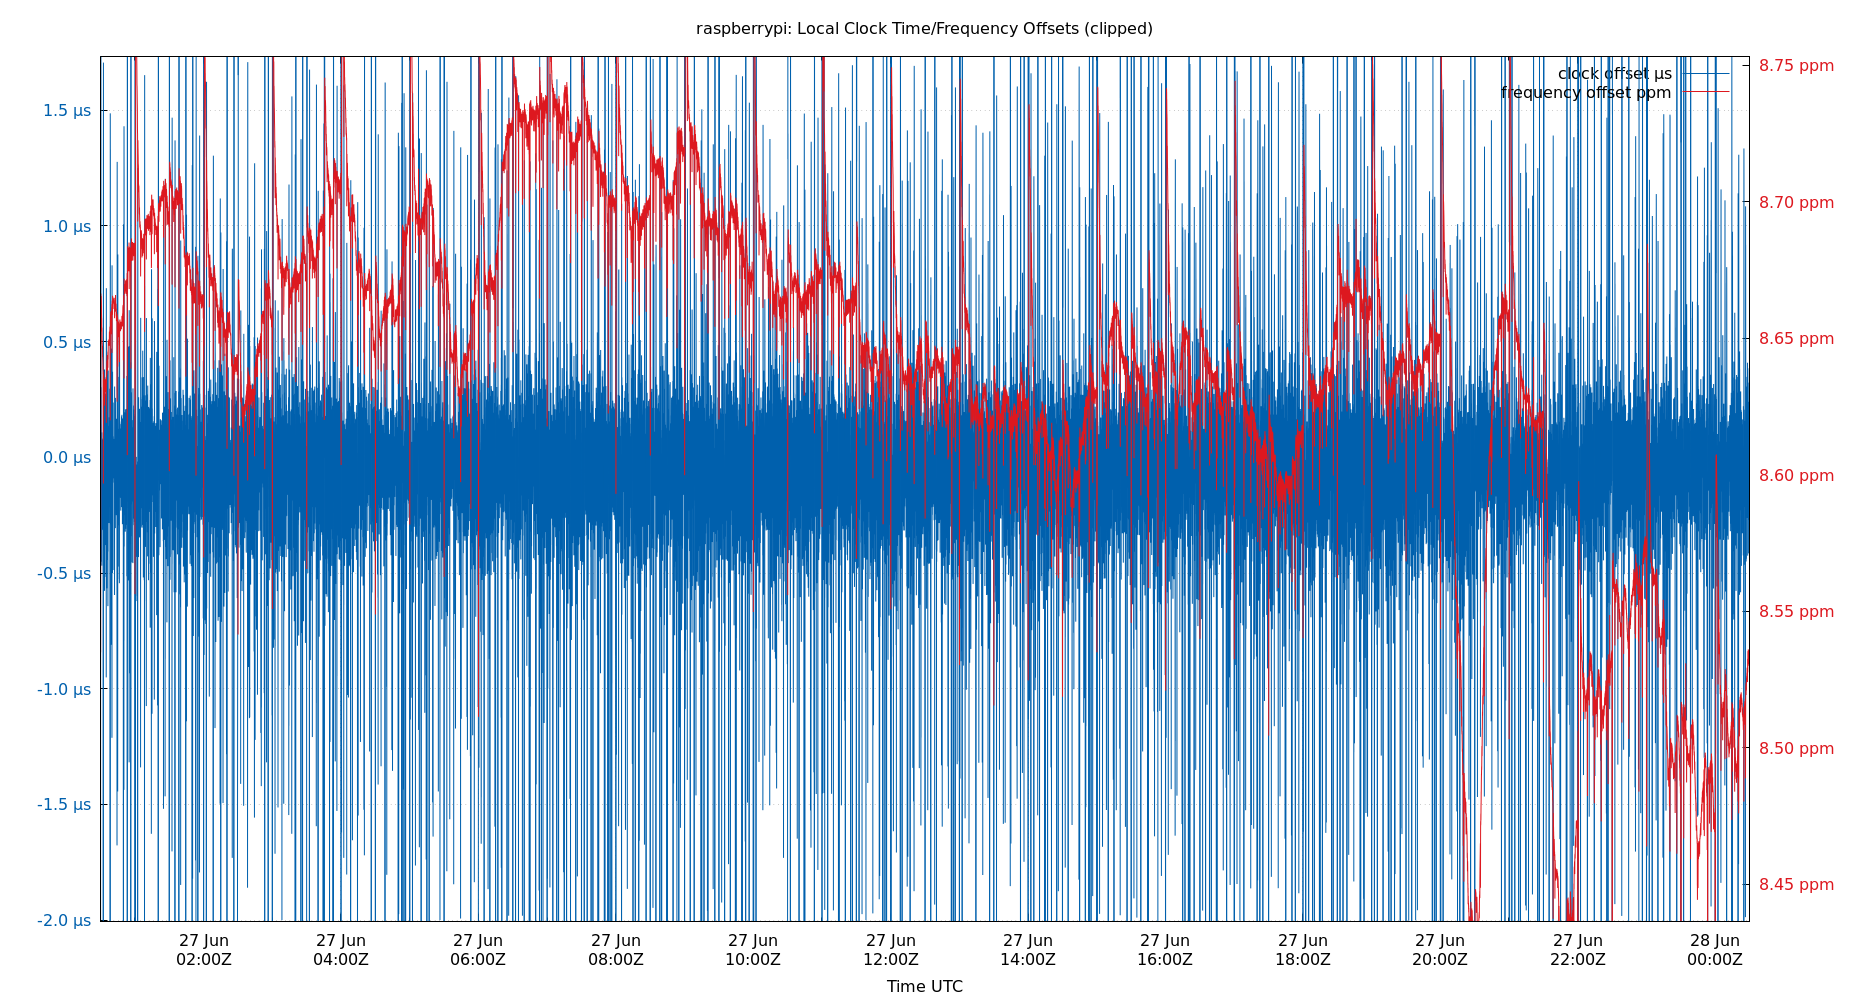 raspberrypi: Local Clock Time/Frequency Offsets (clipped)
clock offset µs
frequency offset ppm
1.5 µs
1.0 µs
0.5 µs
0.0 µs
-0.5 µs
-1.0 µs
-1.5 µs
-2.0 µs
8.75 ppm
8.70 ppm
8.65 ppm
8.60 ppm
8.55 ppm
8.50 ppm
8.45 ppm
27 Jun 27 Jun 27 Jun 27 Jun 27 Jun 27 Jun 27 Jun 27 Jun 27 Jun 27 Jun 27 Jun 28 Jun
02:00Z 04:00Z 06:00Z 08:00Z 10:00Z 12:00Z 14:00Z 16:00Z 18:00Z 20:00Z 22:00Z 00:00Z
Time UTC